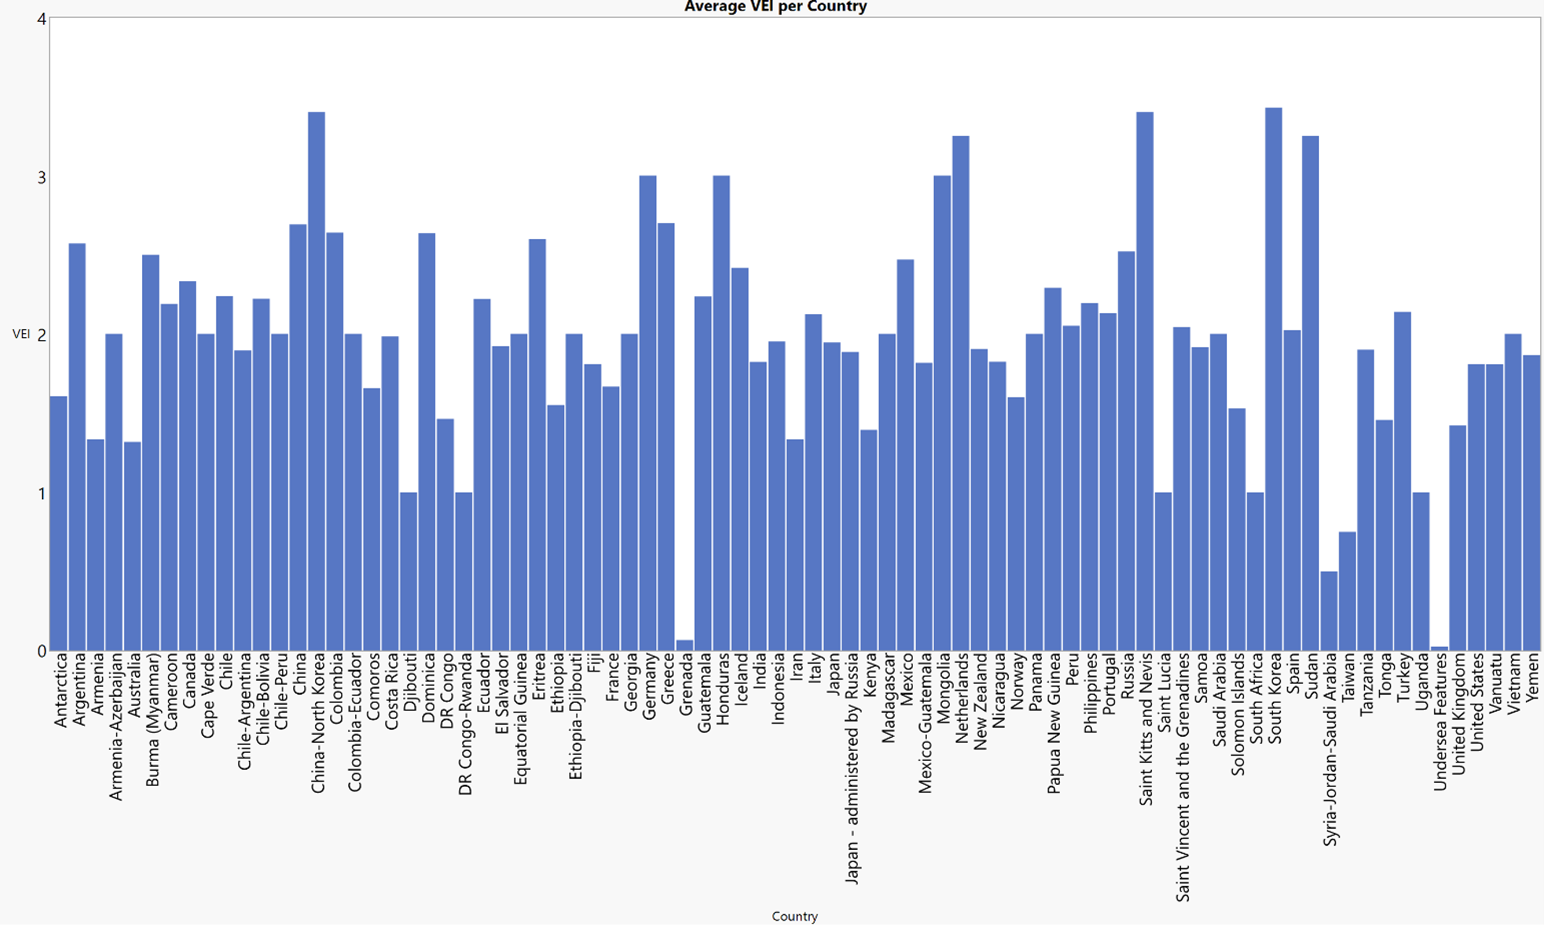 Average VEI per Country
4
3
2
1
0
VEI
Antarctica
Argentina
Armenia
Armenia-Azerbaijan
Australia
Burma (Myanmar)
Cameroon
Canada
Cape Verde
Chile
Chile-Argentina
Chile-Bolivia
Chile-Peru
China
China-North Korea
Colombia
Colombia-Ecuador
Comoros
Costa Rica
Djibouti
Dominica
DR Congo
DR Congo-Rwanda
Ecuador
El Salvador
Equatorial Guinea
Eritrea
Ethiopia
Ethiopia-Djibouti
Fiji
France
Georgia
Germany
Greece
Grenada
Guatemala
Honduras
Iceland
India
Indonesia
Iran
Italy
Japan
Japan - administered by Russia
Kenya
Madagascar
Mexico
Mexico-Guatemala
Mongolia
Netherlands
New Zealand
Nicaragua
Norway
Panama
Papua New Guinea
Peru
Philippines
Portugal
Russia
Saint Kitts and Nevis
Saint Lucia
Saint Vincent and the Grenadines
Samoa
Saudi Arabia
Solomon Islands
South Africa
South Korea
Spain
Sudan
Syria-Jordan-Saudi Arabia
Taiwan
Tanzania
Tonga
Turkey
Uganda
Undersea Features
United Kingdom
United States
Vanuatu
Vietnam
Yemen
Country